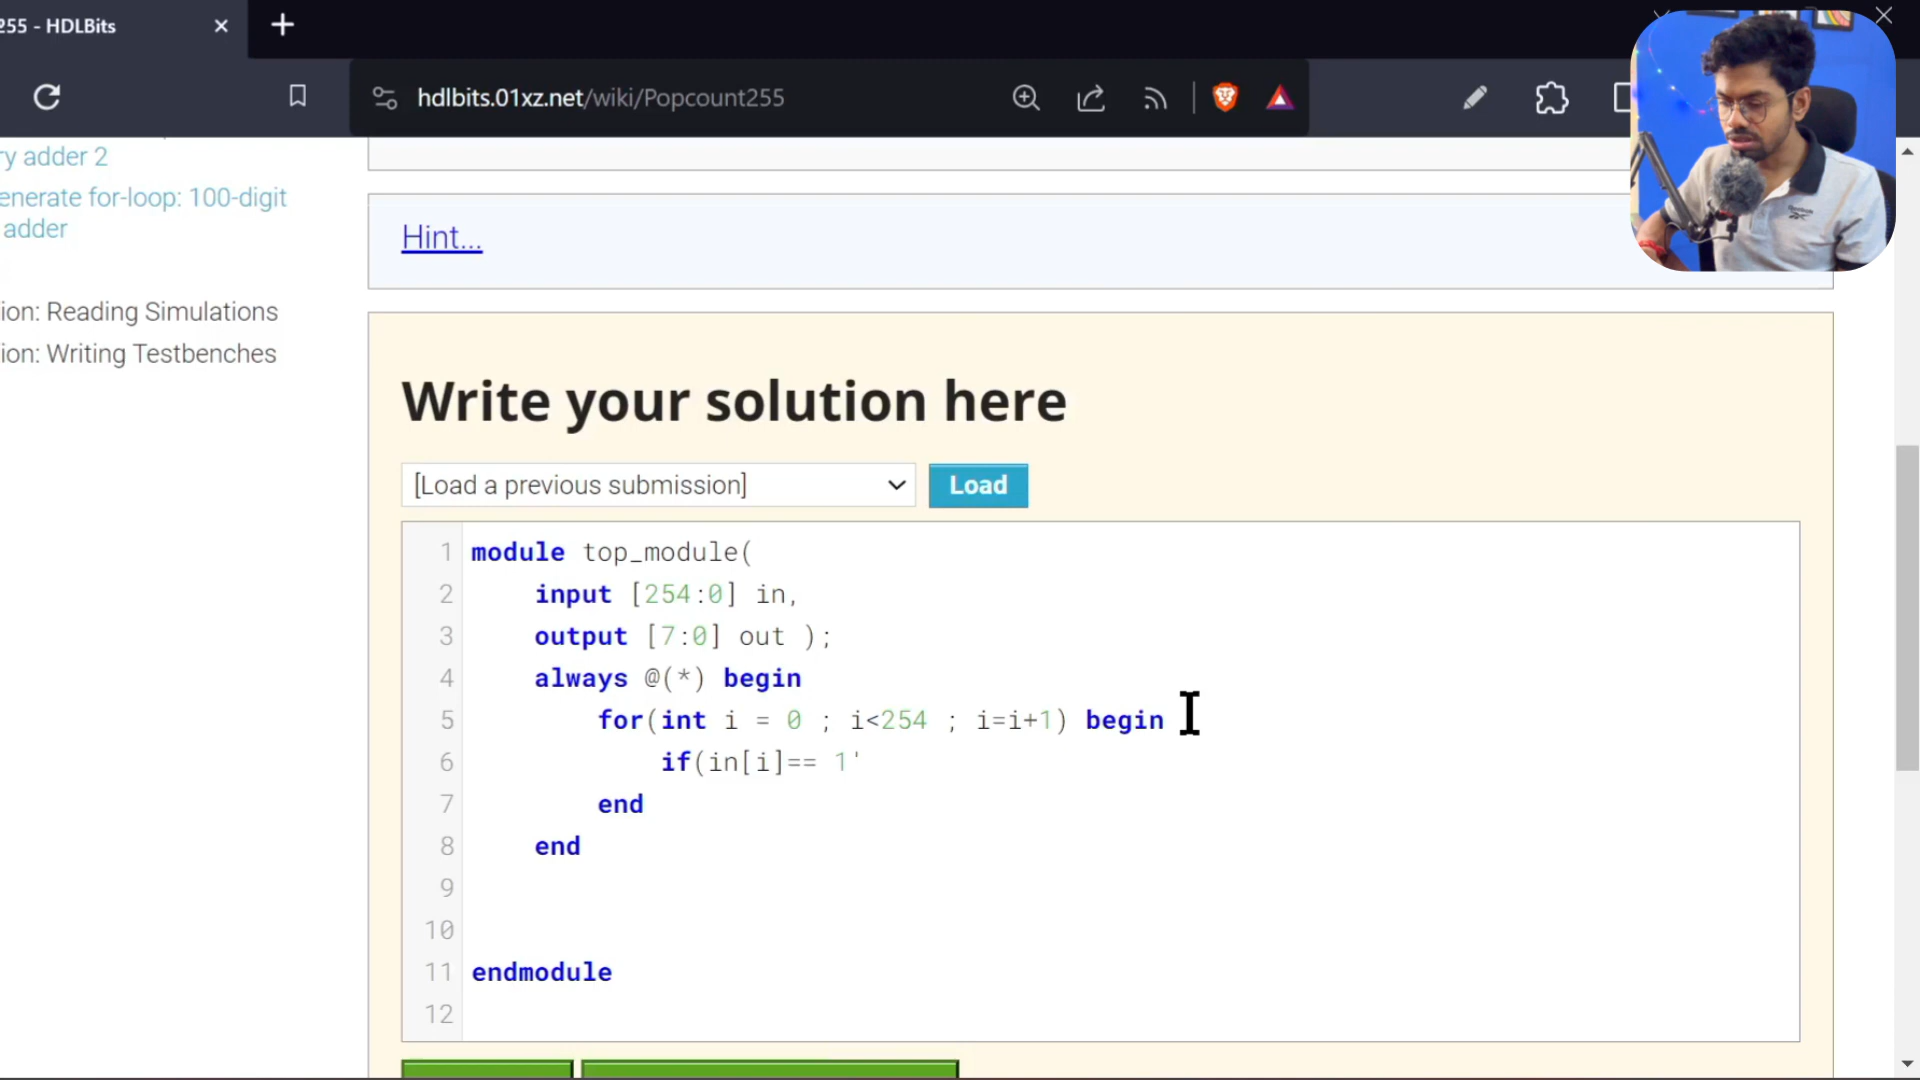 255 - HDLBits
hdlbits.01xz.net/wiki/Popcount255
ry adder 2
enerate for-loop: 100-digit
adder
ion: Reading Simulations
ion: Writing Testbenches
Hint...
Write your solution here
[Load a previous submission]
Load
1 module top_module(
2 input [254:0] in,
3 output [7:0] out );
4 always @(*) begin
5 for(int i = 0 ; i<254 ; i=i+1) begin
6 if(in[i]== 1'
7 end
8 end
9
10
11 endmodule
12